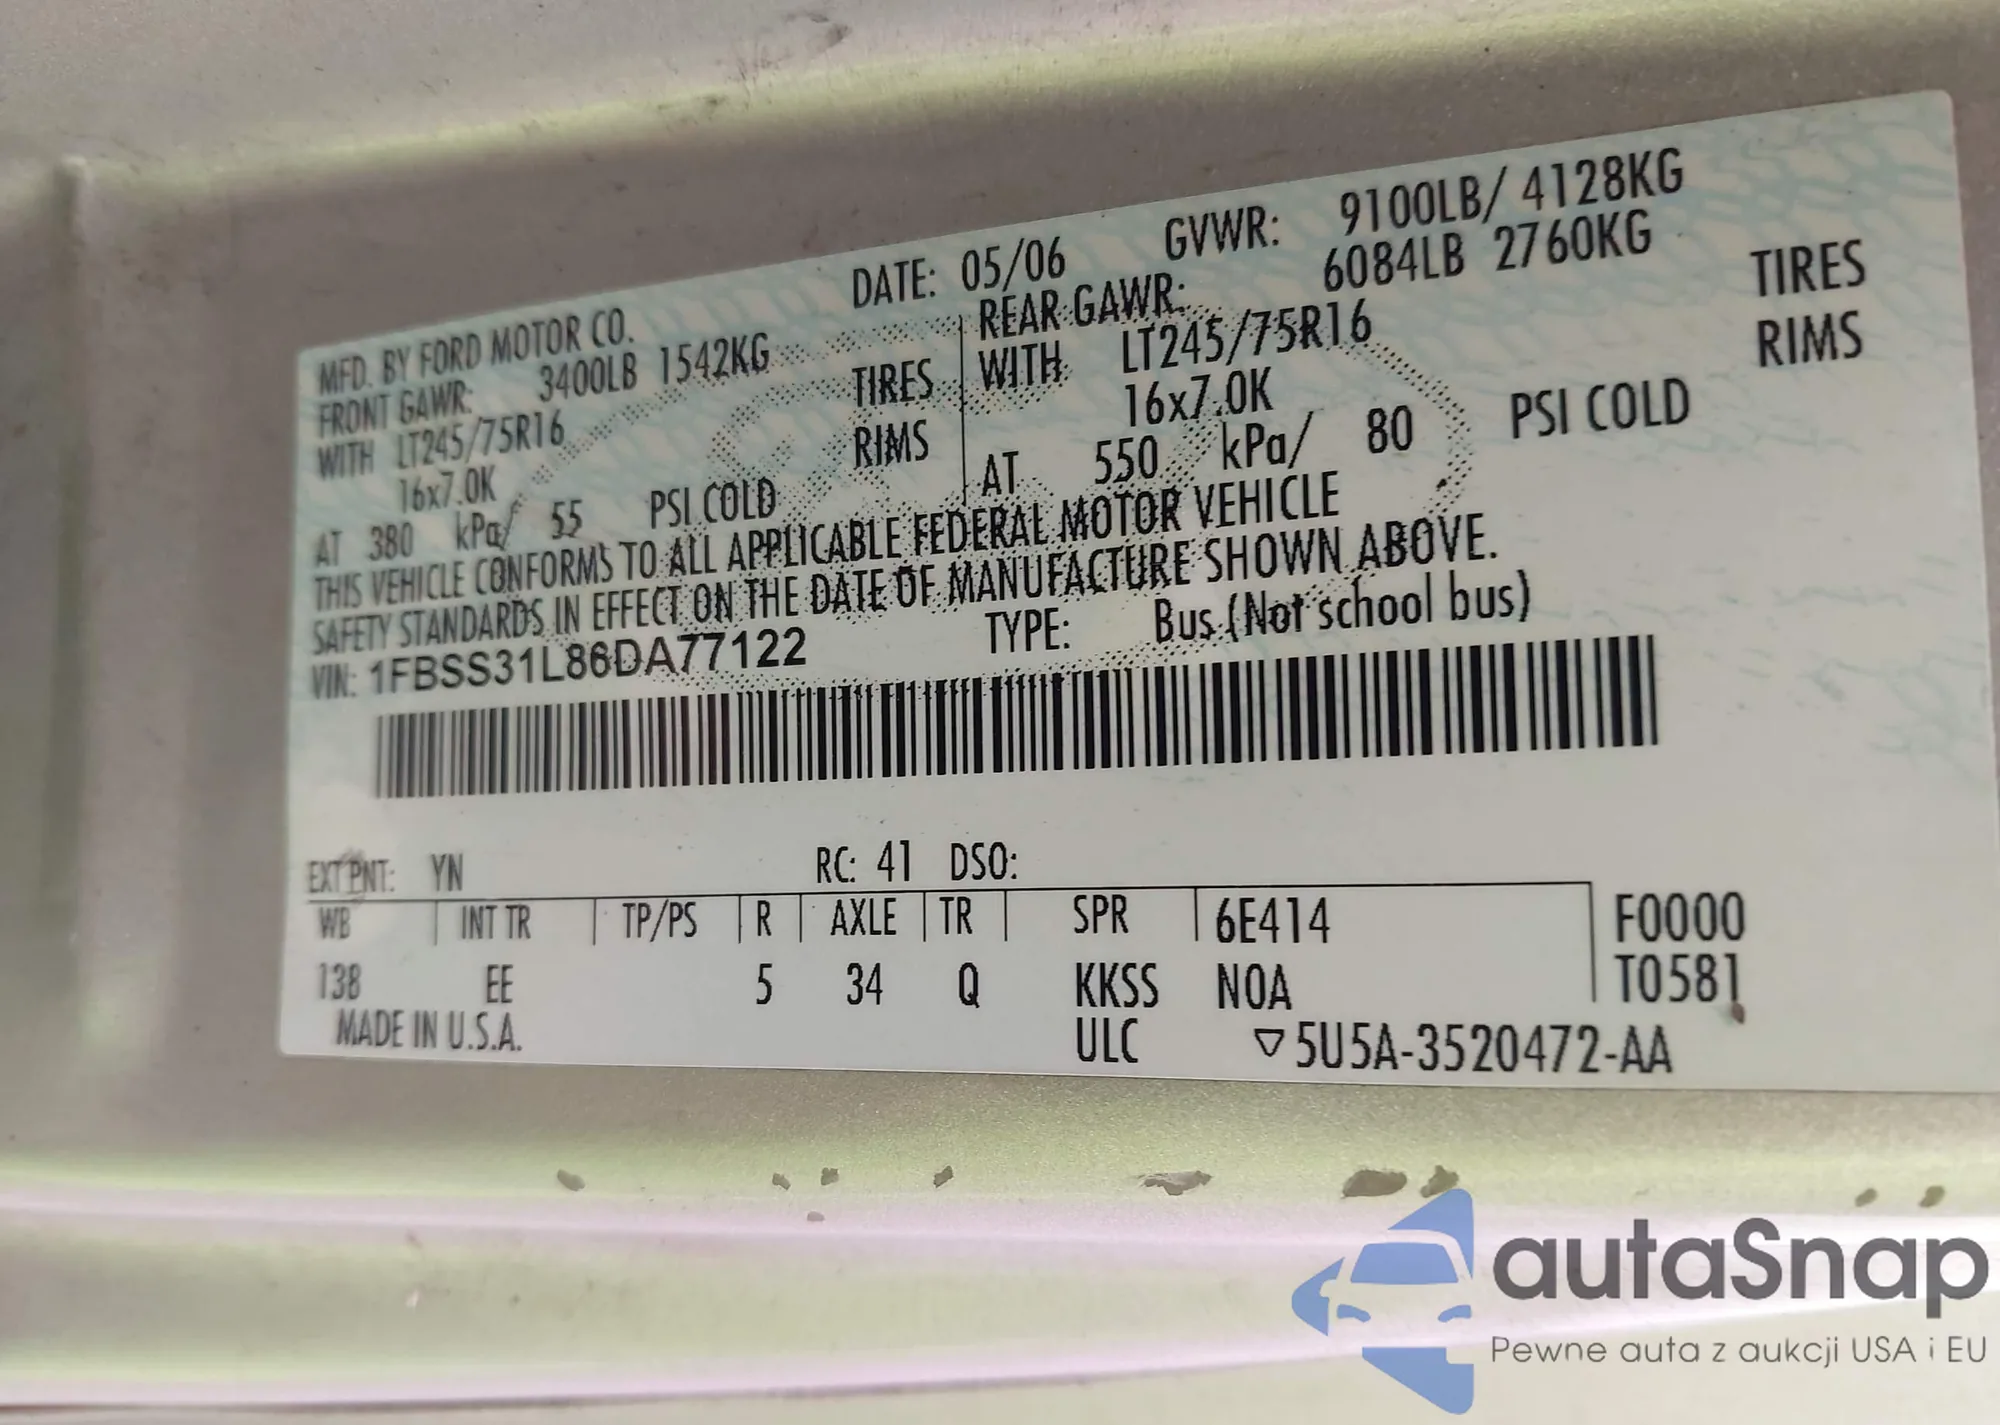 MFD. BY FORD MOTOR CO. DATE: 05/06 GVWR: 9100LB/ 4128KG
FRONT GAWR: 3400LB 1542KG REAR GAWR: 6084LB 2760KG
WITH LT245/75R16 TIRES WITH LT245/75R16 TIRES
16x7.0K RIMS 16x7.0K RIMS
AT 380 kPa/ 55 PSI COLD AT 550 kPa/ 80 PSI COLD
THIS VEHICLE CONFORMS TO ALL APPLICABLE FEDERAL MOTOR VEHICLE
SAFETY STANDARDS IN EFFECT ON THE DATE OF MANUFACTURE SHOWN ABOVE.
VIN: 1FBSS31L86DA77122 TYPE: Bus (Not school bus)
EXT PNT: YN RC: 41 DSO:
WB INT TR TP/PS R AXLE TR SPR 6E414 F0000
138 EE 5 34 Q KKSS NOA T0581
MADE IN U.S.A. ULC ▽5U5A-3520472-AA
autaSnap
Pewne auta z aukcji USA i EU